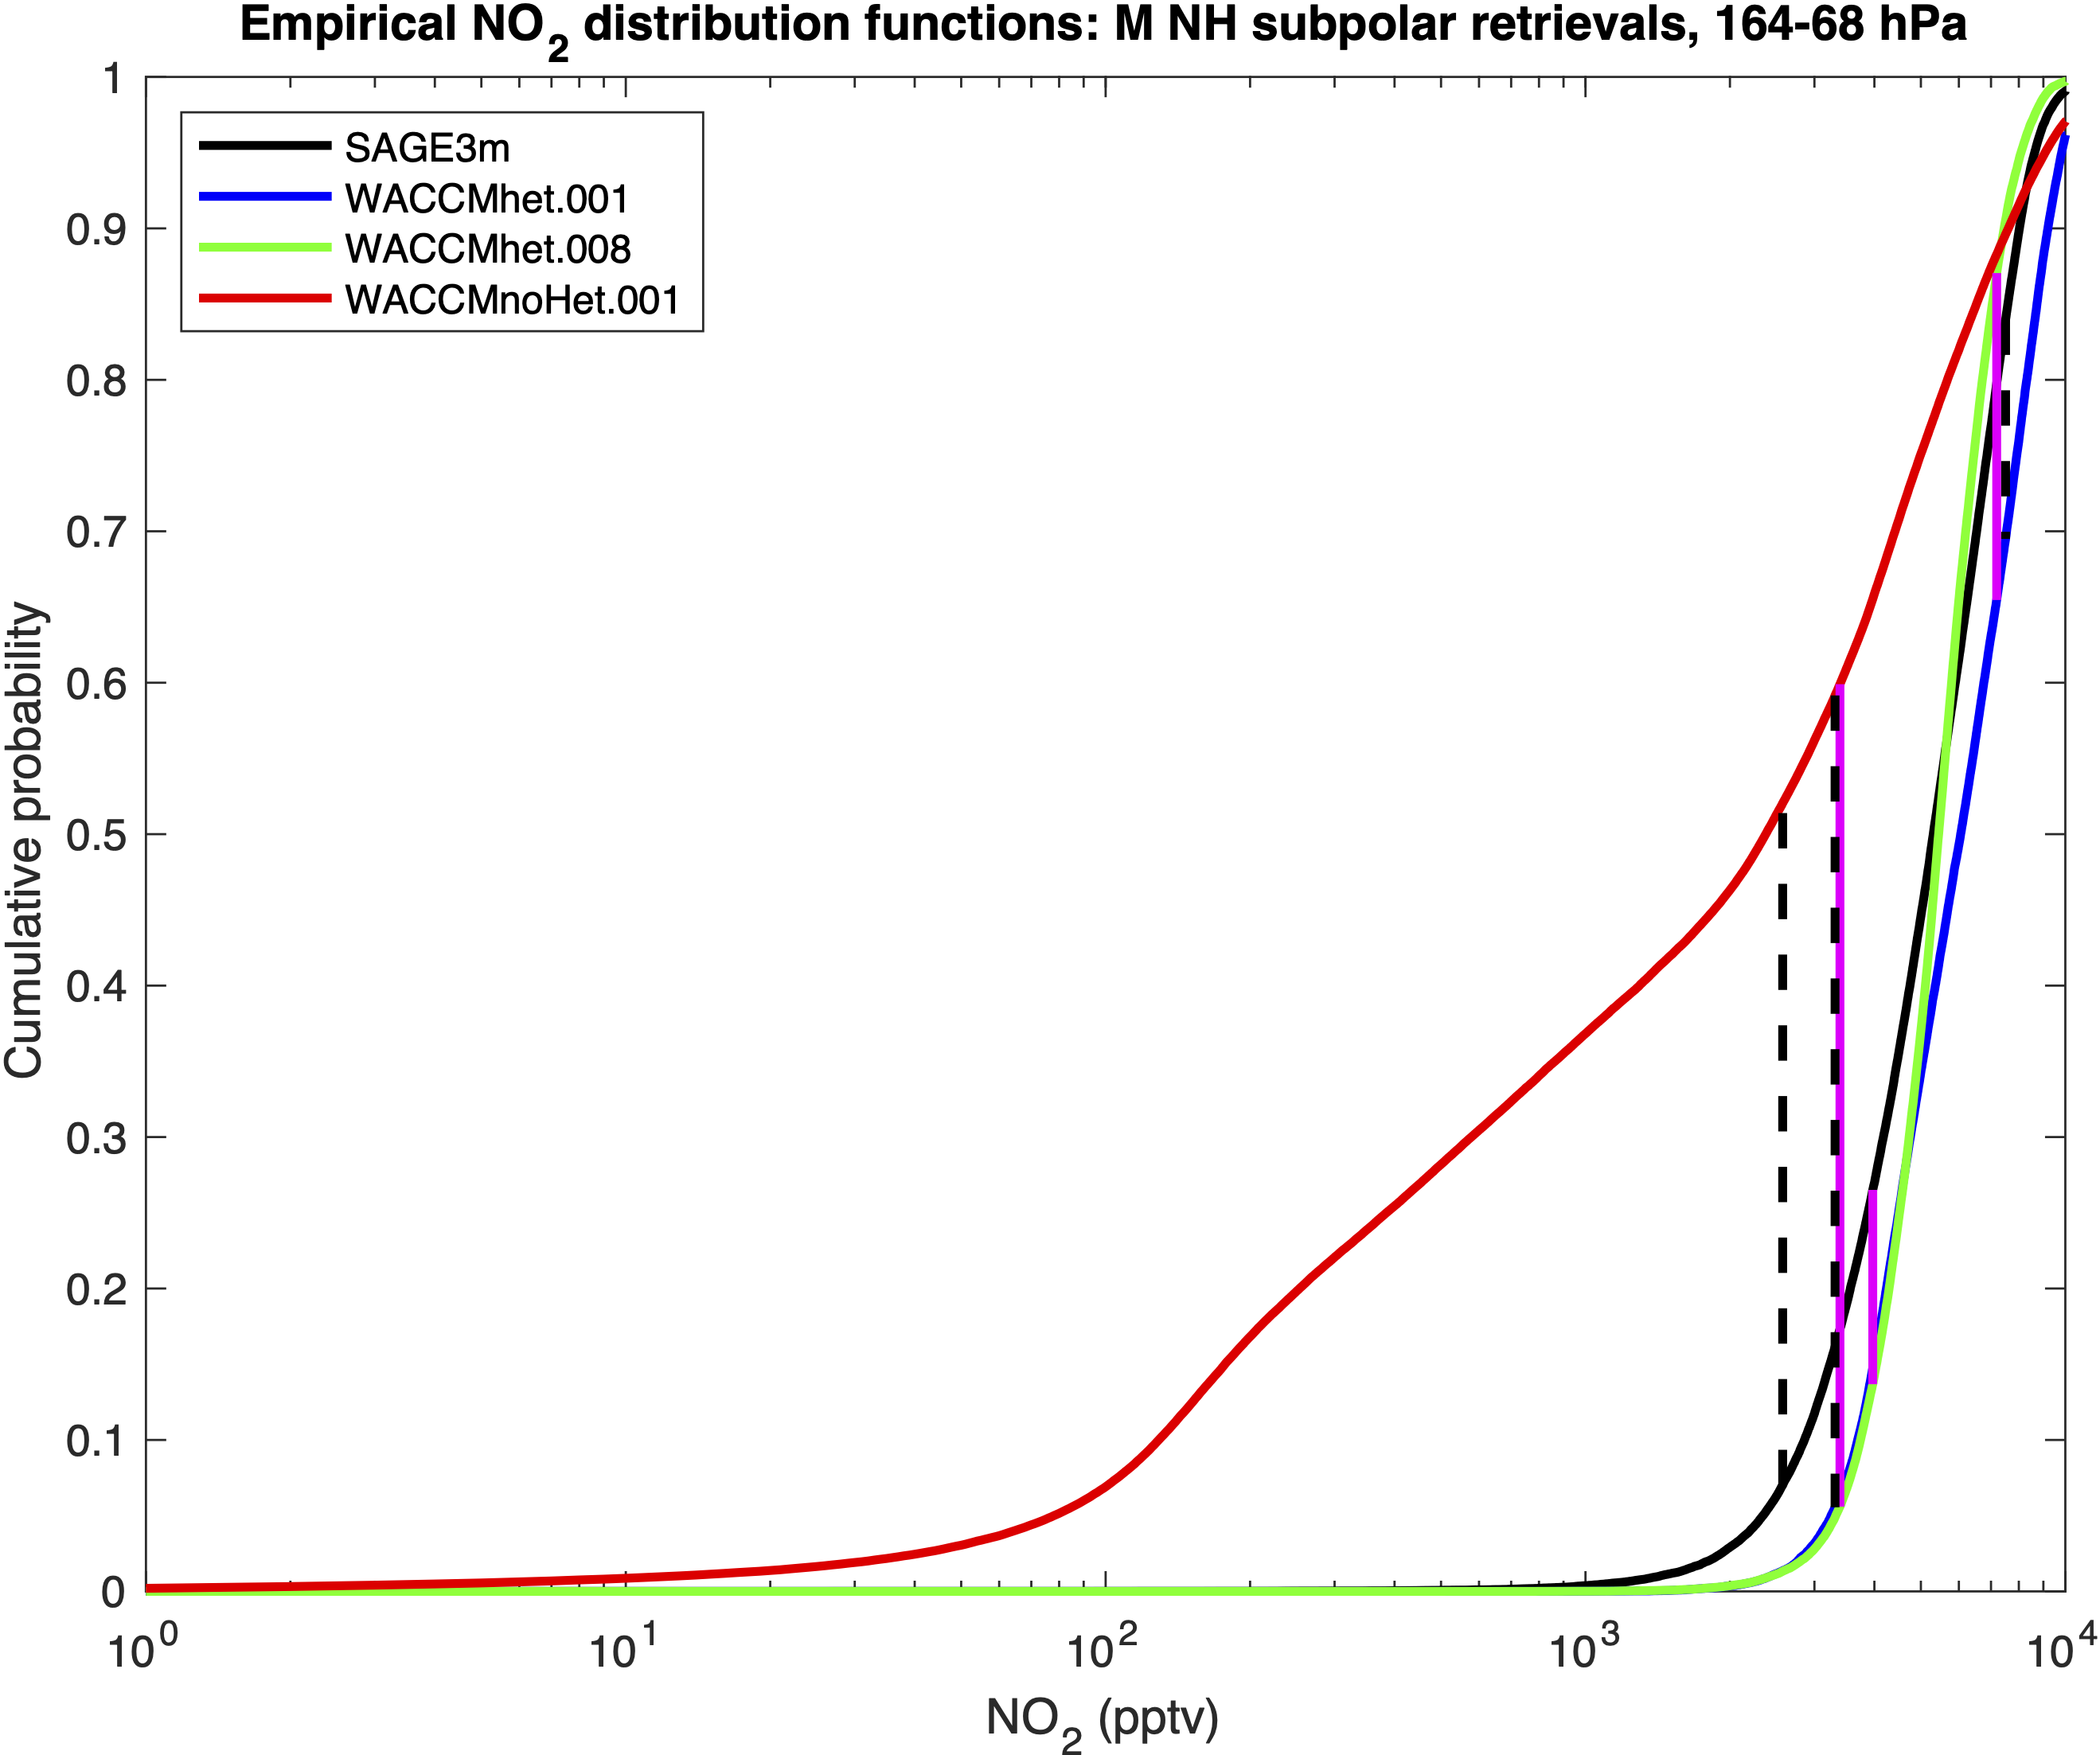 Empirical NO2 distribution functions: M NH subpolar retrievals, 164-68 hPa
SAGE3m
WACCMhet.001
WACCMhet.008
WACCMnoHet.001
1
0.9
0.8
0.7
0.6
0.5
0.4
0.3
0.2
0.1
0
Cumulative probability
10^0 10^1 10^2 10^3 10^4
NO2 (pptv)